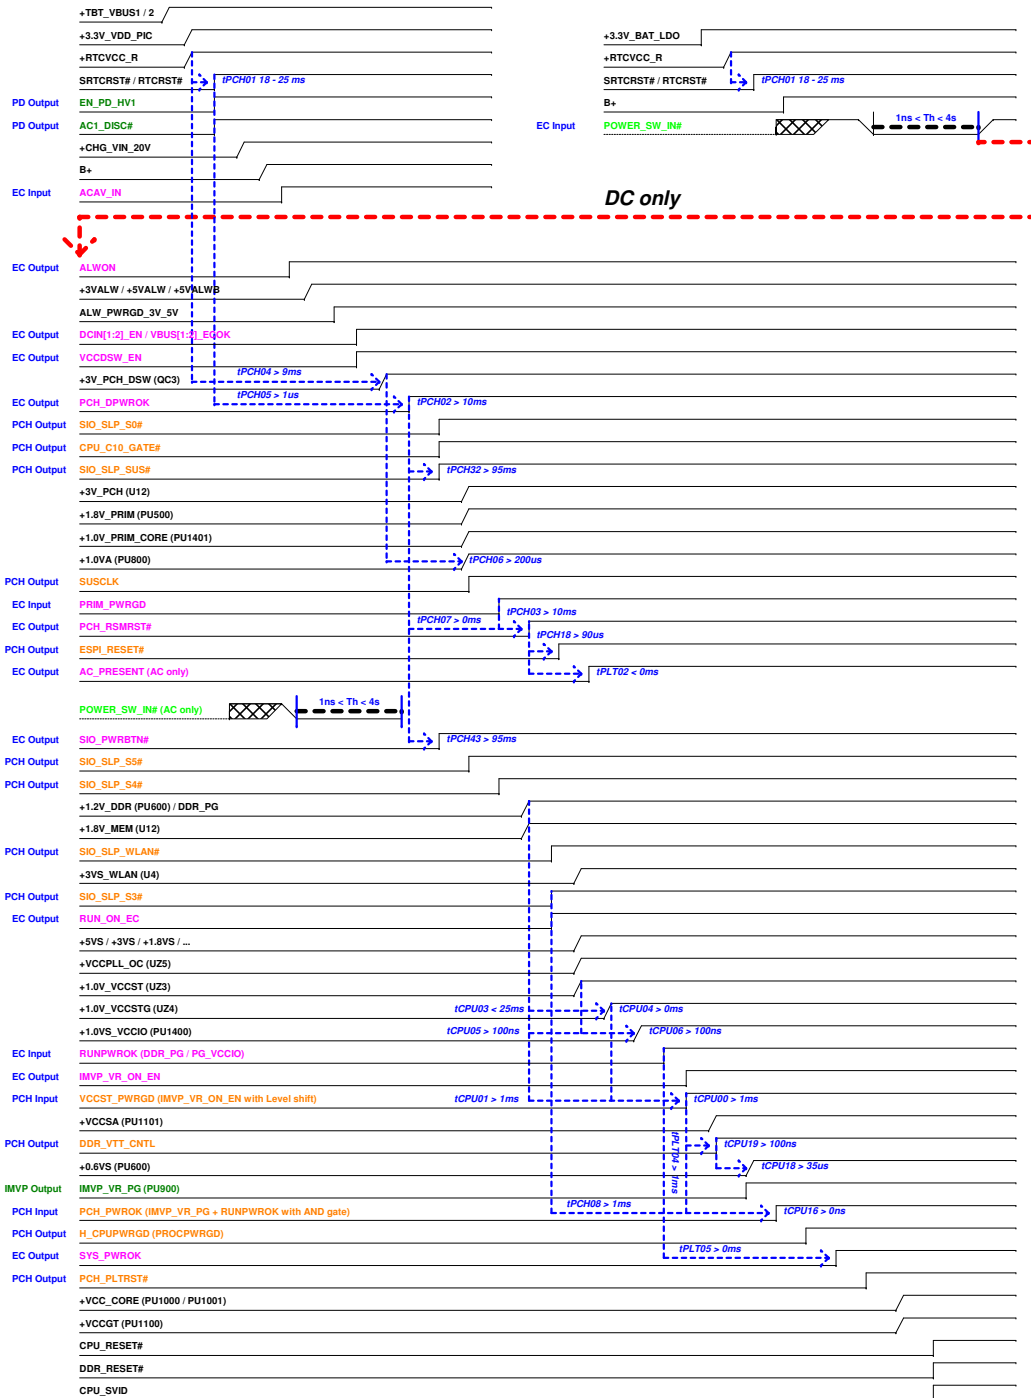 +TBT_VBUS1 / 2
+3.3V_VDD_PIC
+RTCVCC_R
SRTCRST# / RTCRST# tPCH01 18 - 25 ms
PD Output EN_PD_HV1
PD Output AC1_DISC#
+CHG_VIN_20V
B+
EC Input ACAV_IN
+3.3V_BAT_LDO
+RTCVCC_R
SRTCRST# / RTCRST# tPCH01 18 - 25 ms
B+
EC Input POWER_SW_IN# 1ns < Th < 4s
DC only
EC Output ALWON
+3VALW / +5VALW / +5VALWB
ALW_PWRGD_3V_5V
EC Output DCIN[1:2]_EN / VBUS[1:2]_ECOK
EC Output VCCDSW_EN
+3V_PCH_DSW (QC3) tPCH04 > 9ms
EC Output PCH_DPWROK tPCH05 > 1us tPCH02 > 10ms
PCH Output SIO_SLP_S0#
PCH Output CPU_C10_GATE#
PCH Output SIO_SLP_SUS# tPCH32 > 95ms
+3V_PCH (U12)
+1.8V_PRIM (PU500)
+1.0V_PRIM_CORE (PU1401)
+1.0VA (PU800) tPCH06 > 200us
PCH Output SUSCLK
EC Input PRIM_PWRGD tPCH03 > 10ms
EC Output PCH_RSMRST# tPCH07 > 0ms tPCH18 > 90us
PCH Output ESPI_RESET#
EC Output AC_PRESENT (AC only) tPLT02 < 0ms
POWER_SW_IN# (AC only) 1ns < Th < 4s
EC Output SIO_PWRBTN# tPCH43 > 95ms
PCH Output SIO_SLP_S5#
PCH Output SIO_SLP_S4#
+1.2V_DDR (PU600) / DDR_PG
+1.8V_MEM (U12)
PCH Output SIO_SLP_WLAN#
+3VS_WLAN (U4)
PCH Output SIO_SLP_S3#
EC Output RUN_ON_EC
+5VS / +3VS / +1.8VS / ...
+VCCPLL_OC (UZ5)
+1.0V_VCCST (UZ3)
+1.0V_VCCSTG (UZ4) tCPU03 < 25ms tCPU04 > 0ms
+1.0VS_VCCIO (PU1400) tCPU05 > 100ns tCPU06 > 100ns
EC Input RUNPWROK (DDR_PG / PG_VCCIO)
EC Output IMVP_VR_ON_EN
PCH Input VCCST_PWRGD (IMVP_VR_ON_EN with Level shift) tCPU01 > 1ms tCPU00 > 1ms
+VCCSA (PU1101)
PCH Output DDR_VTT_CNTL tPLT04 > 1ms tCPU19 > 100ns
+0.6VS (PU600) tCPU18 > 35us
IMVP Output IMVP_VR_PG (PU900)
PCH Input PCH_PWROK (IMVP_VR_PG + RUNPWROK with AND gate) tPCH08 > 1ms tCPU16 > 0ns
PCH Output H_CPUPWRGD (PROCPWRGD)
EC Output SYS_PWROK tPLT05 > 0ms
PCH Output PCH_PLTRST#
+VCC_CORE (PU1000 / PU1001)
+VCCGT (PU1100)
CPU_RESET#
DDR_RESET#
CPU_SVID